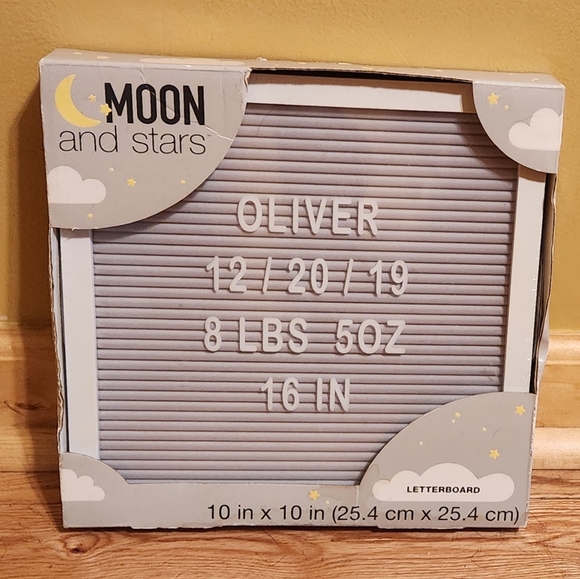 MOON
and stars™
OLIVER
12 / 20 / 19
8 LBS 5OZ
16 IN
LETTERBOARD
10 in x 10 in (25.4 cm x 25.4 cm)